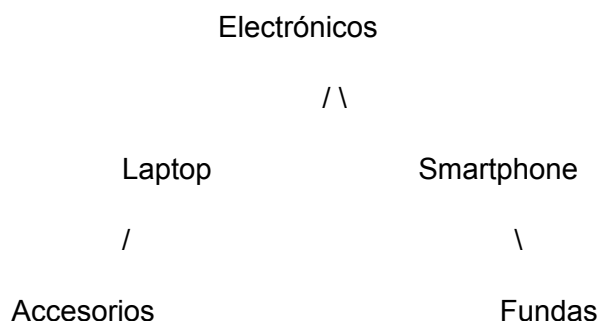 Electrónicos
/ \
Laptop Smartphone
/ \
Accesorios Fundas